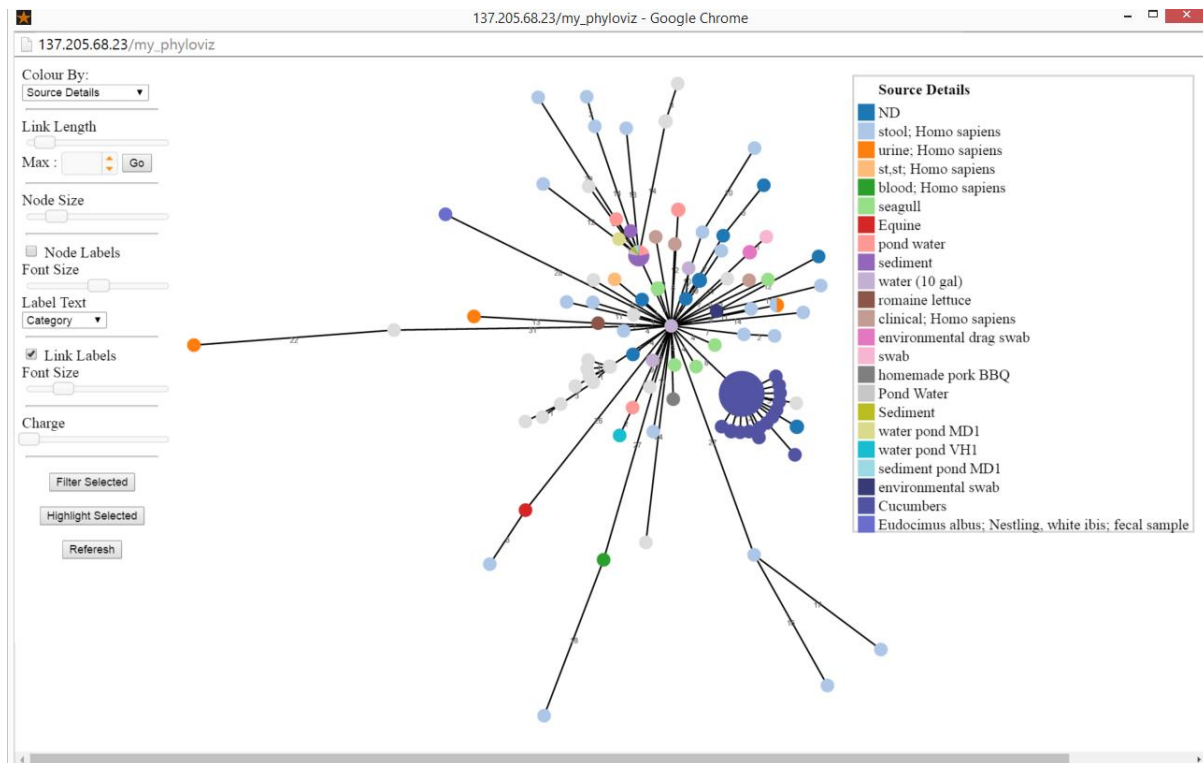 137.205.68.23/my_phyloviz - Google Chrome
137.205.68.23/my_phyloviz
Colour By:
Source Details
Link Length
Max :
Go
Node Size
Node Labels
Font Size
Label Text
Category
Link Labels
Font Size
Charge
Filter Selected
Highlight Selected
Referesh
22
31
13
Source Details
ND
stool; Homo sapiens
urine; Homo sapiens
st,st; Homo sapiens
blood; Homo sapiens
seagull
Equine
pond water
sediment
water (10 gal)
romaine lettuce
clinical; Homo sapiens
environmental drag swab
swab
homemade pork BBQ
Pond Water
Sediment
water pond MD1
water pond VH1
sediment pond MD1
environmental swab
Cucumbers
Eudocimus albus; Nestling, white ibis; fecal sample